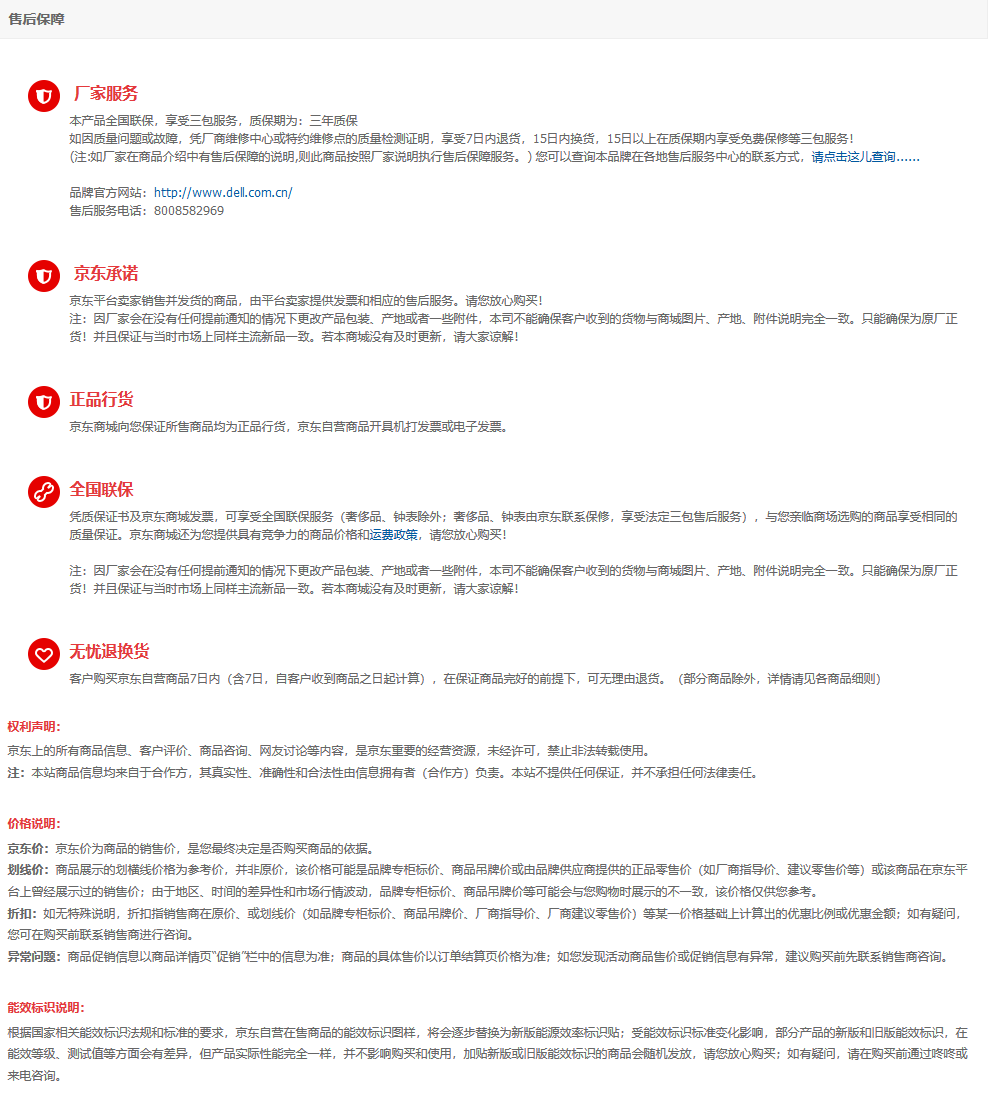 售后保障
厂家服务
本产品全国联保，享受三包服务，质保期为：三年质保
如因质量问题或故障，凭厂商维修中心或特约维修点的质量检测证明，享受7日内退货，15日内换货，15日以上在质保期内享受免费保修等三包服务！
(注:如厂家在商品介绍中有售后保障的说明,则此商品按照厂家说明执行售后保障服务。) 您可以查询本品牌在各地售后服务中心的联系方式，请点击这儿查询......
品牌官方网站：http://www.dell.com.cn/
售后服务电话：8008582969
京东承诺
京东平台卖家销售并发货的商品，由平台卖家提供发票和相应的售后服务。请您放心购买！
注：因厂家会在没有任何提前通知的情况下更改产品包装、产地或者一些附件，本司不能确保客户收到的货物与商城图片、产地、附件说明完全一致。只能确保为原厂正
货！并且保证与当时市场上同样主流新品一致。若本商城没有及时更新，请大家谅解！
正品行货
京东商城向您保证所售商品均为正品行货，京东自营商品开具机打发票或电子发票。
全国联保
凭质保证书及京东商城发票，可享受全国联保服务（奢侈品、钟表除外；奢侈品、钟表由京东联系保修，享受法定三包售后服务），与您亲临商场选购的商品享受相同的
质量保证。京东商城还为您提供具有竞争力的商品价格和运费政策，请您放心购买！
注：因厂家会在没有任何提前通知的情况下更改产品包装、产地或者一些附件，本司不能确保客户收到的货物与商城图片、产地、附件说明完全一致。只能确保为原厂正
货！并且保证与当时市场上同样主流新品一致。若本商城没有及时更新，请大家谅解！
无忧退换货
客户购买京东自营商品7日内（含7日，自客户收到商品之日起计算），在保证商品完好的前提下，可无理由退货。（部分商品除外，详情请见各商品细则）
权利声明：
京东上的所有商品信息、客户评价、商品咨询、网友讨论等内容，是京东重要的经营资源，未经许可，禁止非法转载使用。
注：本站商品信息均来自于合作方，其真实性、准确性和合法性由信息拥有者（合作方）负责。本站不提供任何保证，并不承担任何法律责任。
价格说明：
京东价：京东价为商品的销售价，是您最终决定是否购买商品的依据。
划线价：商品展示的划横线价格为参考价，并非原价，该价格可能是品牌专柜标价、商品吊牌价或由品牌供应商提供的正品零售价（如厂商指导价、建议零售价等）或该商品在京东平
台上曾经展示过的销售价；由于地区、时间的差异性和市场行情波动，品牌专柜标价、商品吊牌价等可能会与您购物时展示的不一致，该价格仅供您参考。
折扣：如无特殊说明，折扣指销售商在原价、或划线价（如品牌专柜标价、商品吊牌价、厂商指导价、厂商建议零售价）等某一价格基础上计算出的优惠比例或优惠金额；如有疑问，
您可在购买前联系销售商进行咨询。
异常问题：商品促销信息以商品详情页“促销”栏中的信息为准；商品的具体售价以订单结算页价格为准；如您发现活动商品售价或促销信息有异常，建议购买前先联系销售商咨询。
能效标识说明：
根据国家相关能效标识法规和标准的要求，京东自营在售商品的能效标识图样，将会逐步替换为新版能源效率标识贴；受能效标识标准变化影响，部分产品的新版和旧版能效标识，在
能效等级、测试值等方面会有差异，但产品实际性能完全一样，并不影响购买和使用，加贴新版或旧版能效标识的商品会随机发放，请您放心购买；如有疑问，请在购买前通过咚咚或
来电咨询。